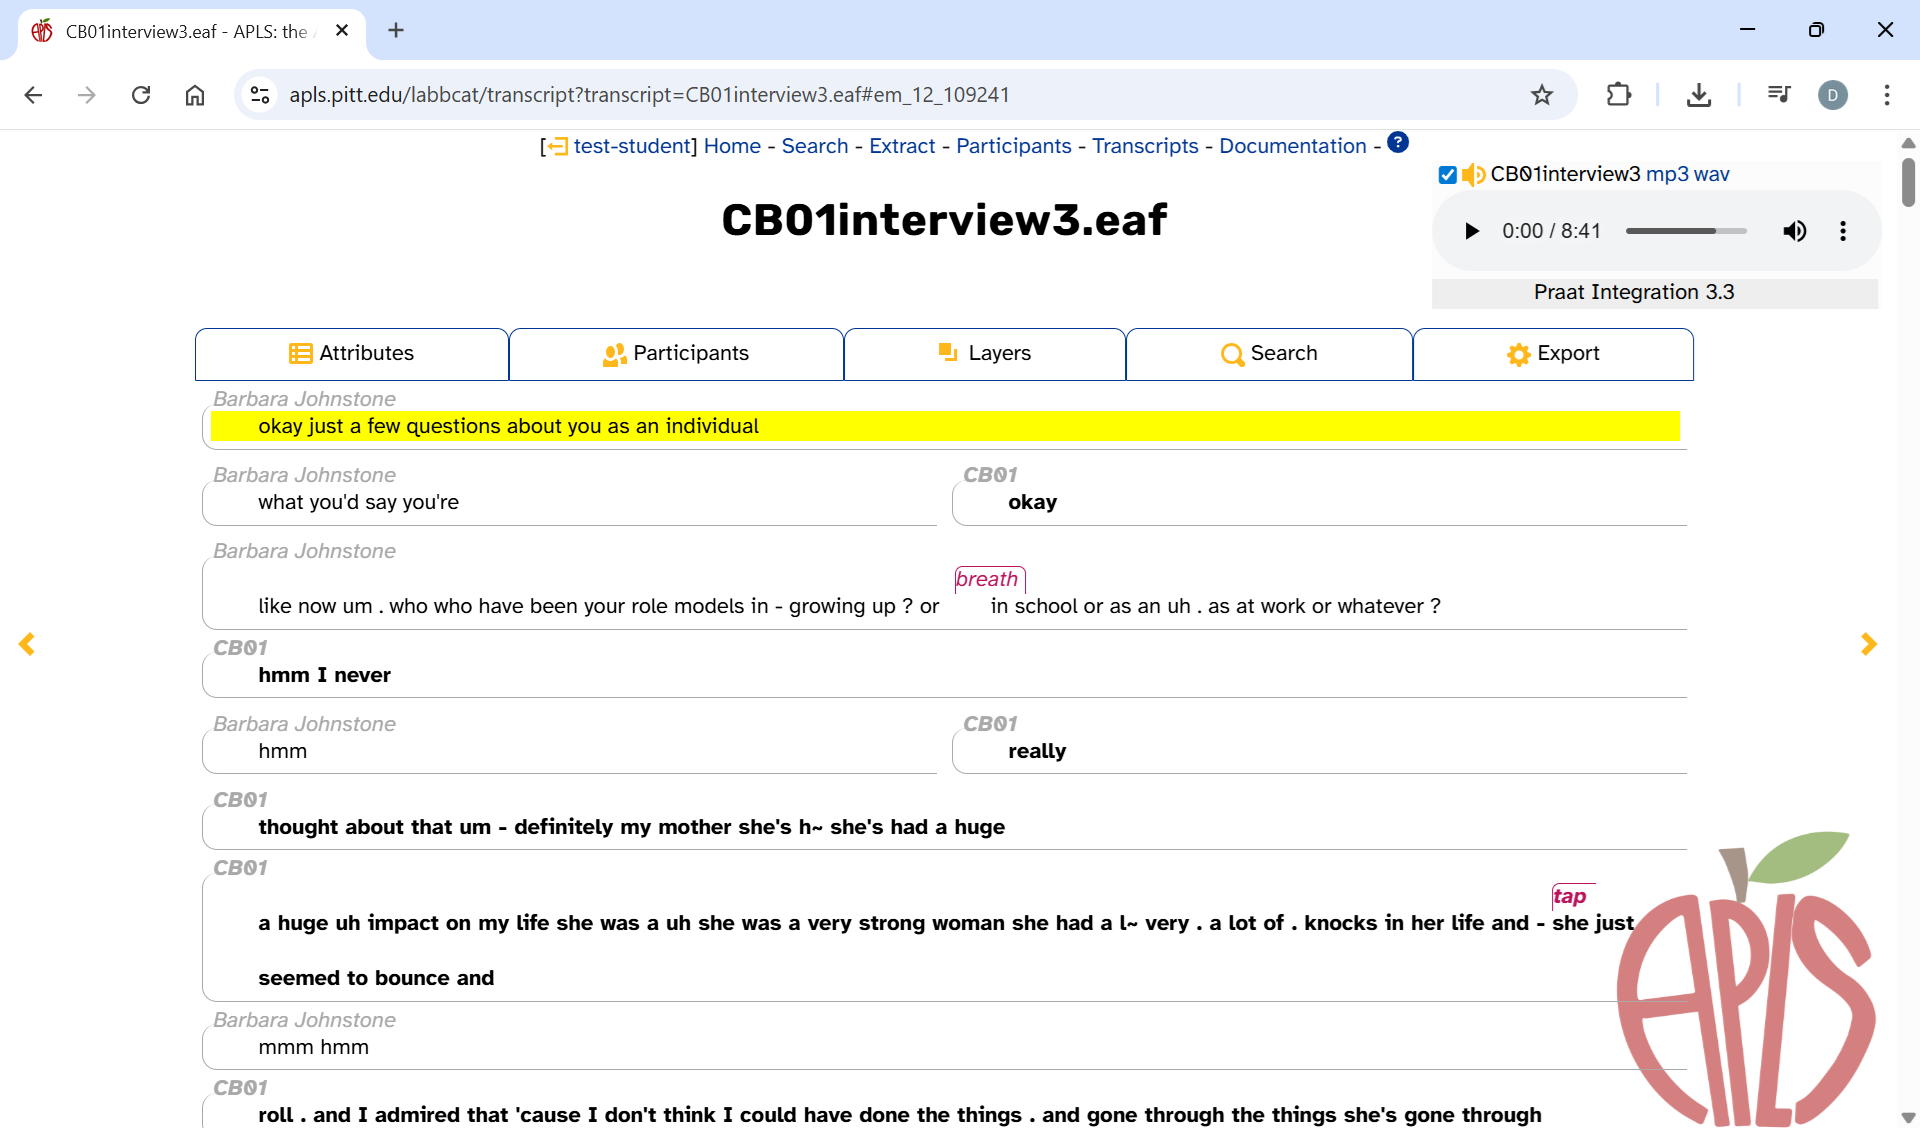 CB01interview3.eaf - APLS: the
apls.pitt.edu/labbcat/transcript?transcript=CB01interview3.eaf#em_12_109241
D
[ test-student] Home - Search - Extract - Participants - Transcripts - Documentation - ?
CB01interview3 mp3 wav
CB01interview3.eaf
0:00 / 8:41
Praat Integration 3.3
Attributes
Participants
Layers
Search
Export
Barbara Johnstone
okay just a few questions about you as an individual
Barbara Johnstone
what you'd say you're
CB01
okay
Barbara Johnstone
breath
like now um . who who have been your role models in - growing up ? or in school or as an uh . as at work or whatever ?
CB01
hmm I never
Barbara Johnstone
hmm
CB01
really
CB01
thought about that um - definitely my mother she's h~ she's had a huge
CB01
tap
a huge uh impact on my life she was a uh she was a very strong woman she had a l~ very . a lot of . knocks in her life and - she just
seemed to bounce and
Barbara Johnstone
mmm hmm
CB01
roll . and I admired that 'cause I don't think I could have done the things . and gone through the things she's gone through
APLS